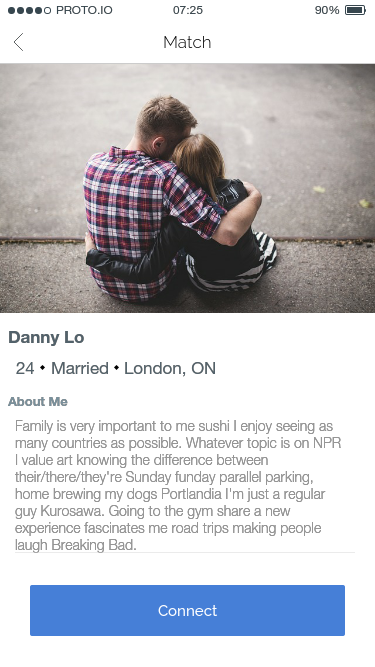 PROTO.IO 07:25 90%
Match
Danny Lo
24 • Married • London, ON
About Me
Family is very important to me sushi I enjoy seeing as
many countries as possible. Whatever topic is on NPR
I value art knowing the difference between
their/there/they're Sunday funday parallel parking,
home brewing my dogs Portlandia I'm just a regular
guy Kurosawa. Going to the gym share a new
experience fascinates me road trips making people
laugh Breaking Bad.
Connect